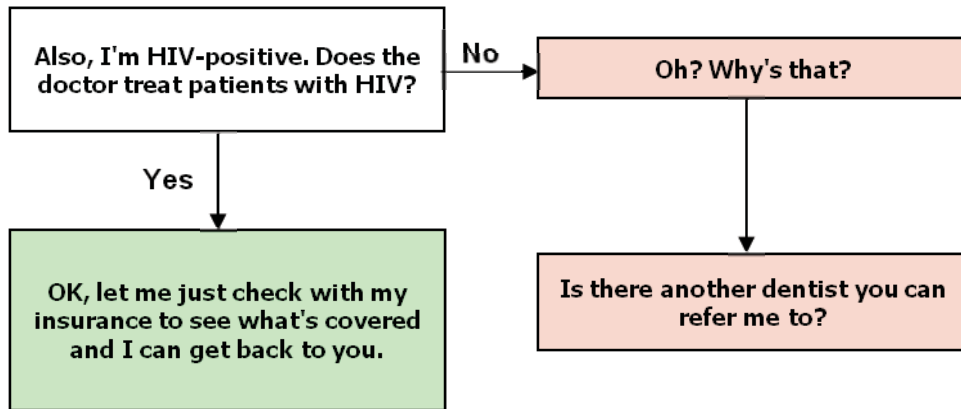 Also, I'm HIV-positive. Does the
doctor treat patients with HIV?
No
Oh? Why's that?
Yes
OK, let me just check with my
insurance to see what's covered
and I can get back to you.
Is there another dentist you can
refer me to?